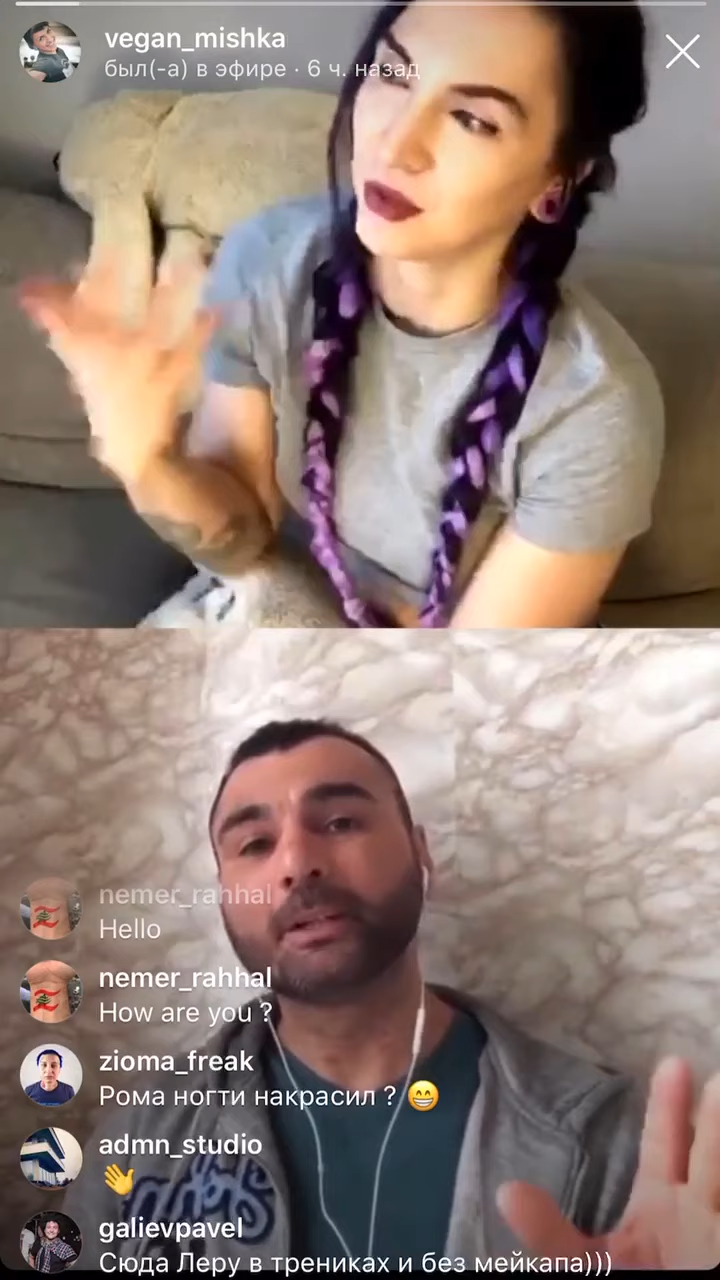 vegan_mishka
был(-а) в эфире · 6 ч. назад
nemer_rahhal
Hello
nemer_rahhal
How are you ?
zioma_freak
Рома ногти накрасил ? 😁
admn_studio
👋
galievpavel
Сюда Леру в трениках и без мейкапа)))